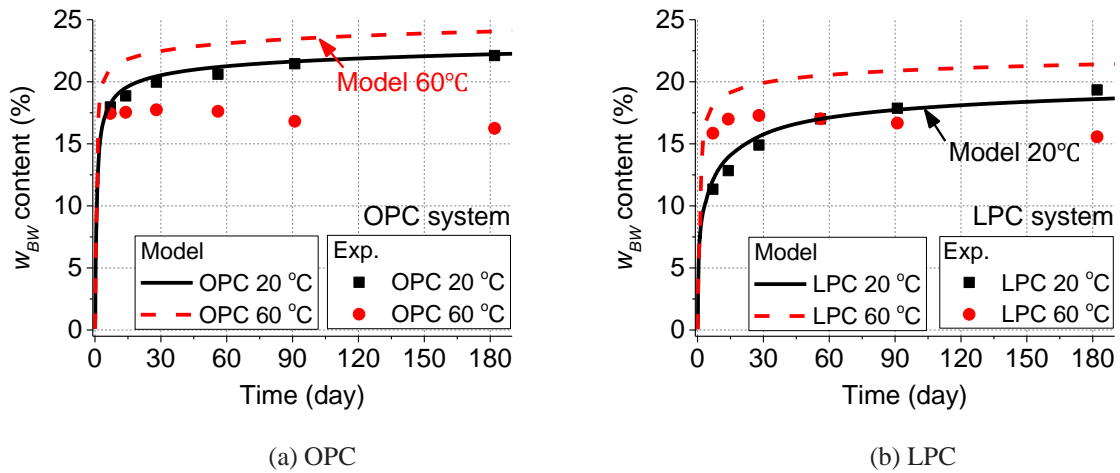 25
20
15
10
5
0
w_BW content (%)
Model 60℃
OPC system
Model
OPC 20 °C
OPC 60 °C
Exp.
OPC 20 °C
OPC 60 °C
0 30 60 90 120 150 180
Time (day)
(a) OPC
25
20
15
10
5
0
w_BW content (%)
Model 20℃
LPC system
Model
LPC 20 °C
LPC 60 °C
Exp.
LPC 20 °C
LPC 60 °C
0 30 60 90 120 150 180
Time (day)
(b) LPC